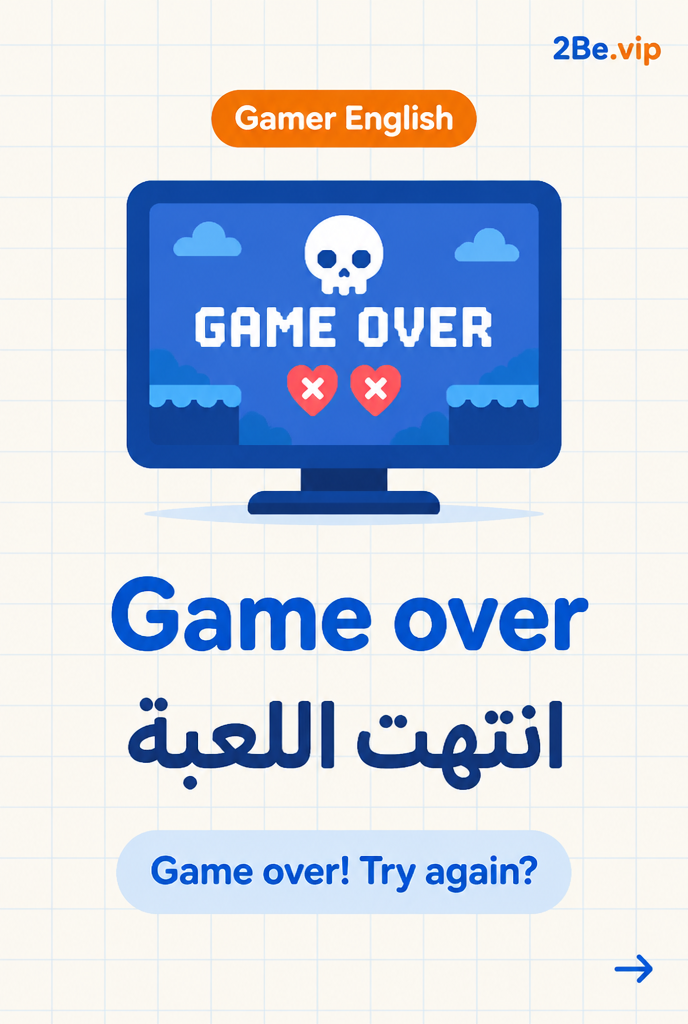 2Be.vip
Gamer English
GAME OVER
Game over
انتهت اللعبة
Game over! Try again?